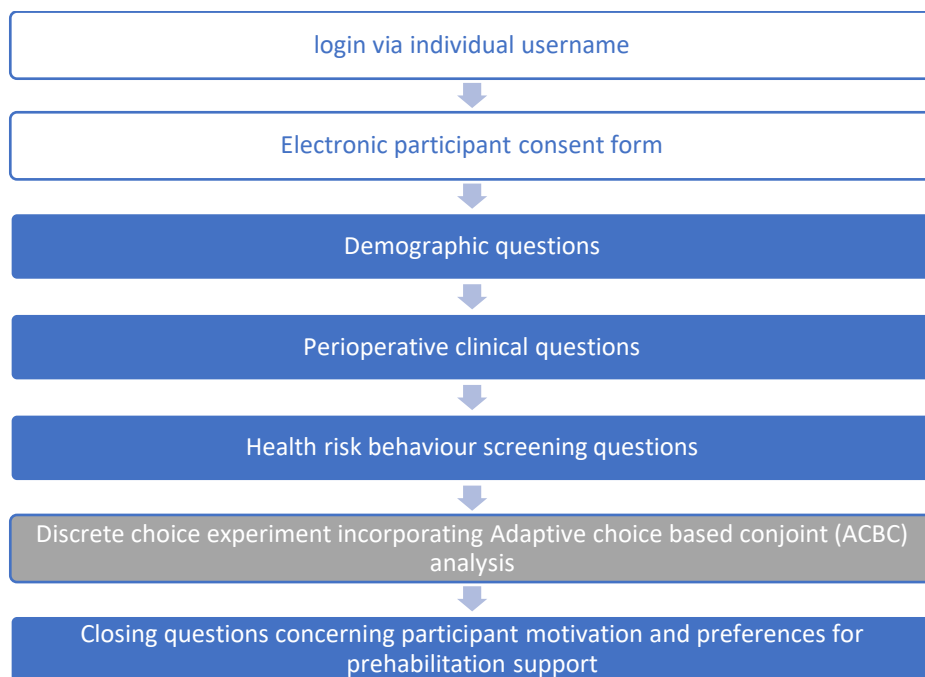 login via individual username
Electronic participant consent form
Demographic questions
Perioperative clinical questions
Health risk behaviour screening questions
Discrete choice experiment incorporating Adaptive choice based conjoint (ACBC)
analysis
Closing questions concerning participant motivation and preferences for
prehabilitation support